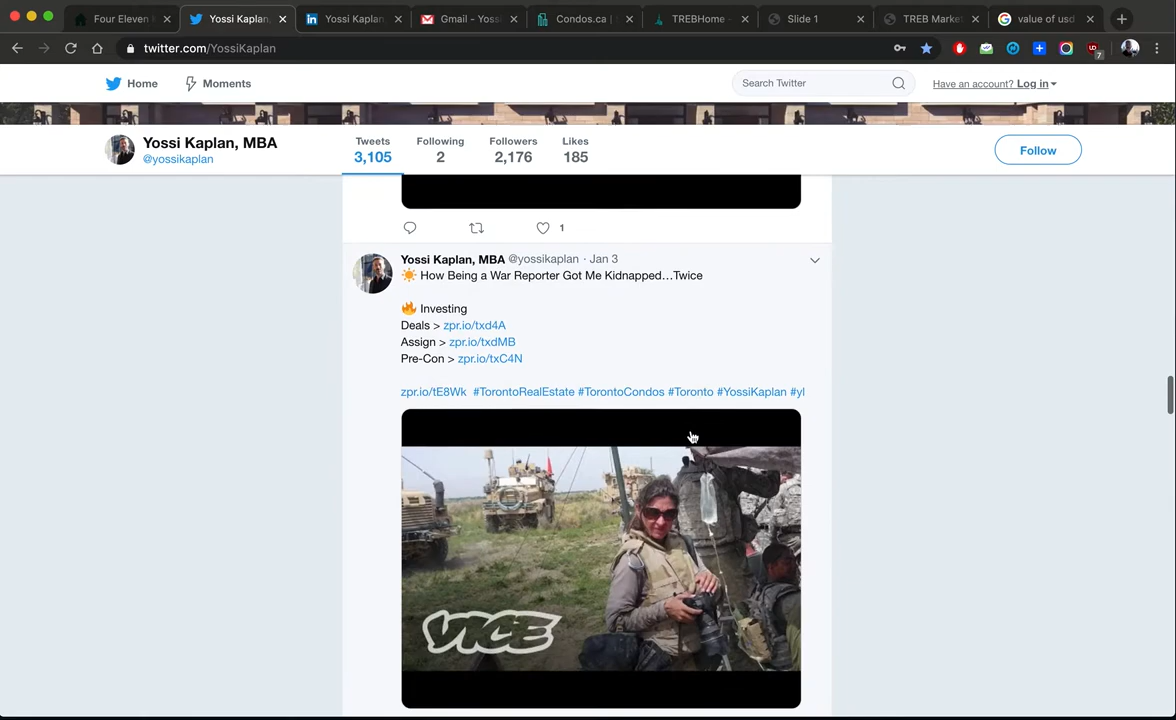 Four Eleven
Yossi Kaplan,
Yossi Kaplan
Gmail - Yoss
Condos.ca |
TREBHome -
Slide 1
TREB Market
value of usd
twitter.com/YossiKaplan
7
Home
Moments
Search Twitter
Have an account? Log in
Yossi Kaplan, MBA
@yossikaplan
Tweets
3,105
Following
2
Followers
2,176
Likes
185
Follow
1
Yossi Kaplan, MBA @yossikaplan · Jan 3
☀️ How Being a War Reporter Got Me Kidnapped…Twice
🔥 Investing
Deals > zpr.io/txd4A
Assign > zpr.io/txdMB
Pre-Con > zpr.io/txC4N
zpr.io/tE8Wk #TorontoRealEstate #TorontoCondos #Toronto #YossiKaplan #yl
VICE